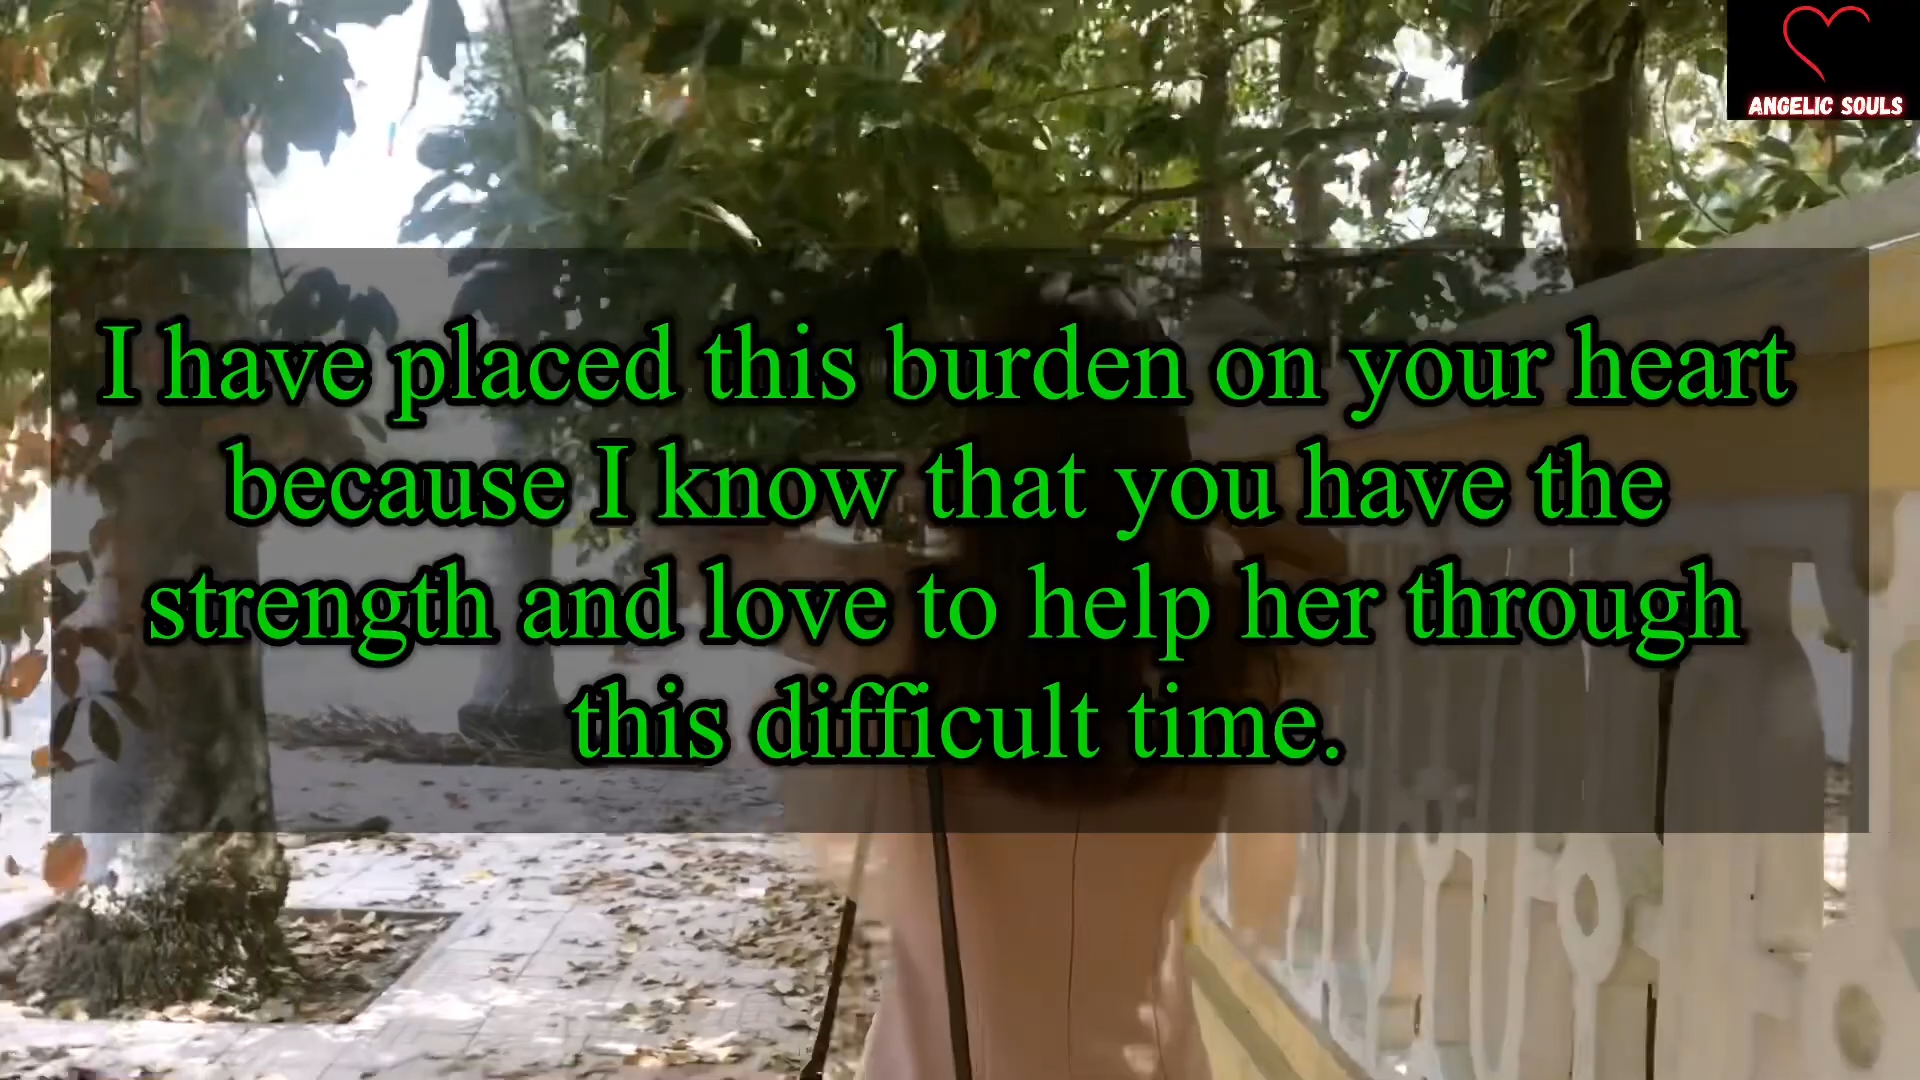 ANGELIC SOULS
I have placed this burden on your heart
because I know that you have the
strength and love to help her through
this difficult time.